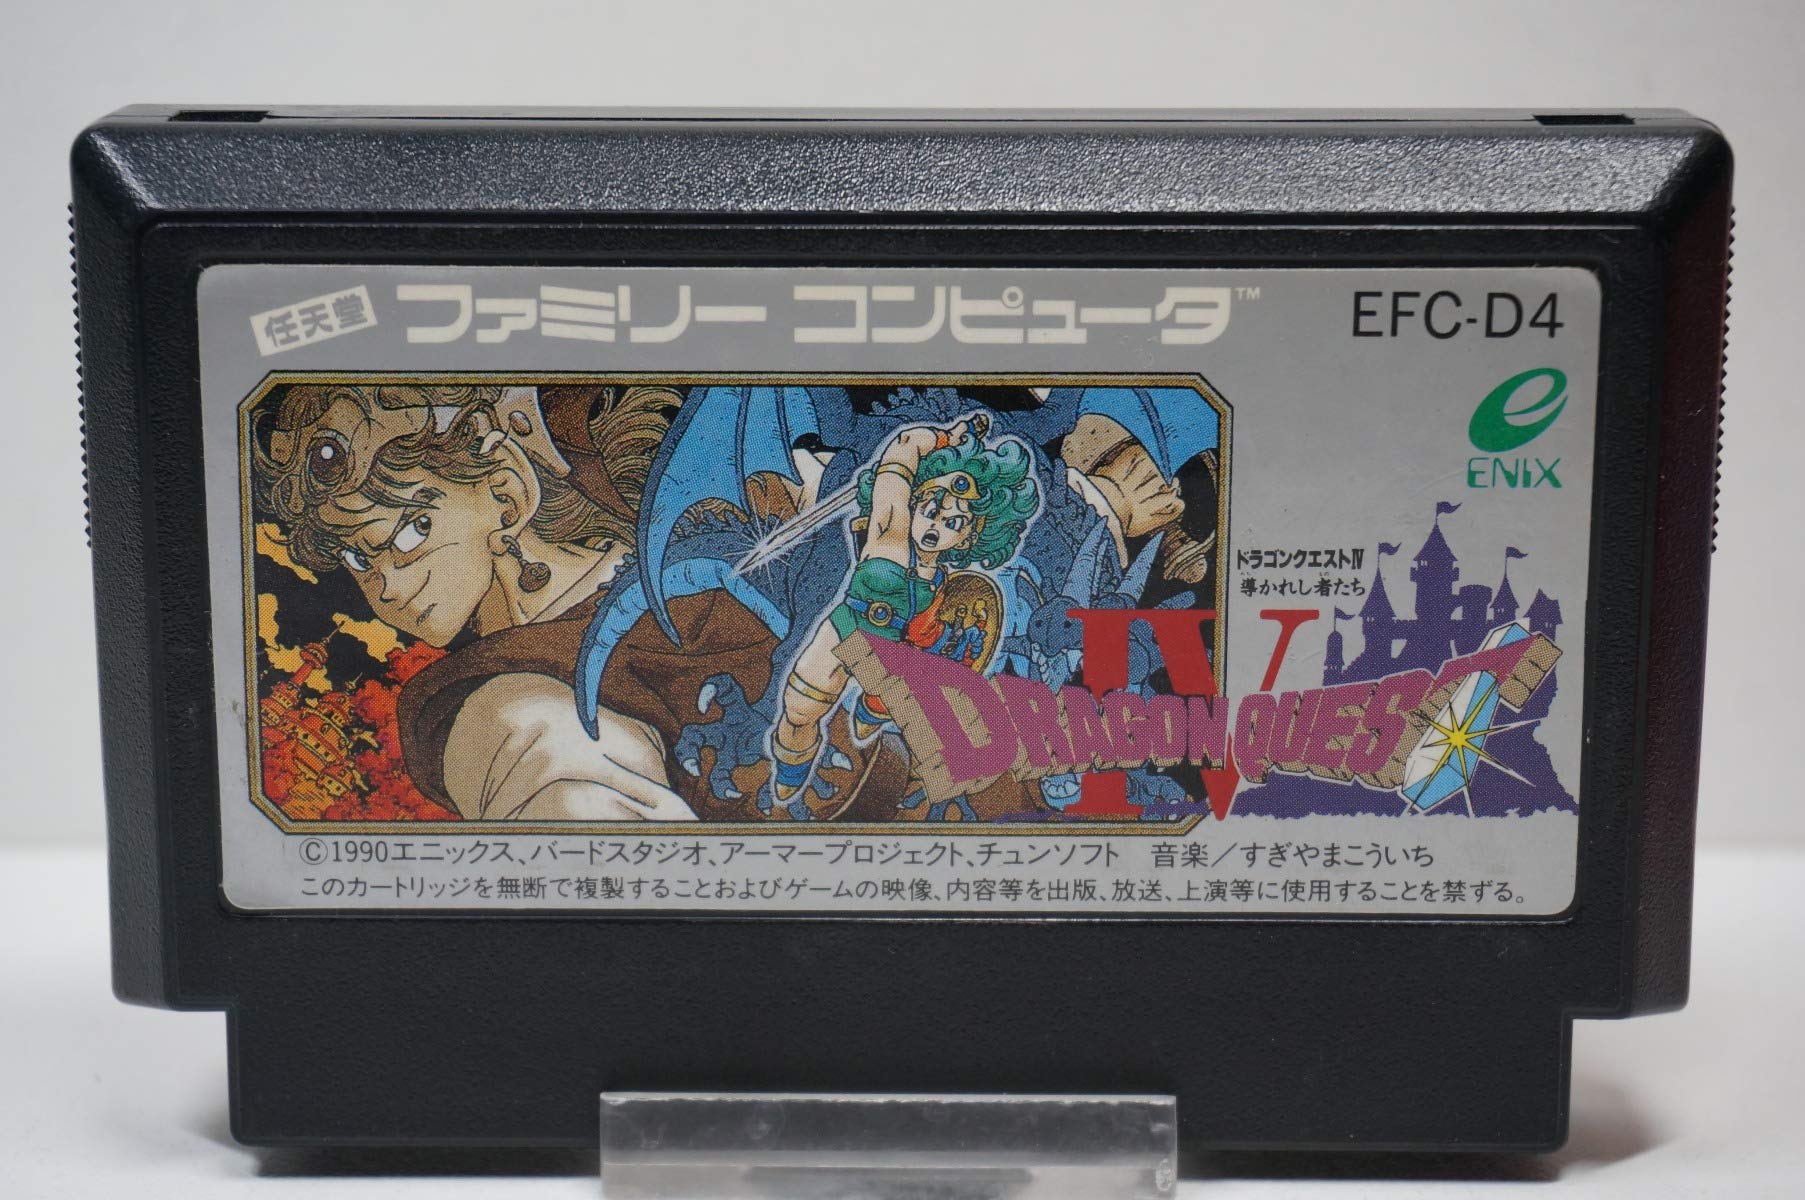 任天堂 ファミリー コンピュータ™ EFC-D4
ENIX
ドラゴンクエストIV
導かれし者たち
IV
DRAGON QUEST
©1990エニックス、バードスタジオ、アーマープロジェクト、チュンソフト 音楽／すぎやまこういち
このカートリッジを無断で複製することおよびゲームの映像、内容等を出版、放送、上演等に使用することを禁ずる。